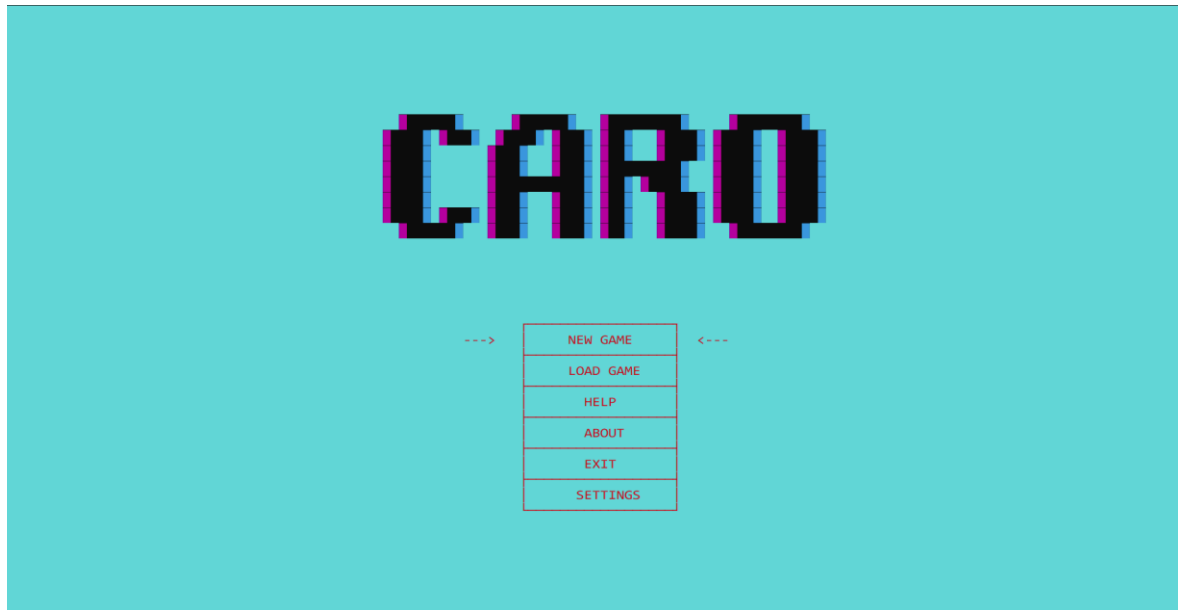 CARO
---> NEW GAME <---
LOAD GAME
HELP
ABOUT
EXIT
SETTINGS